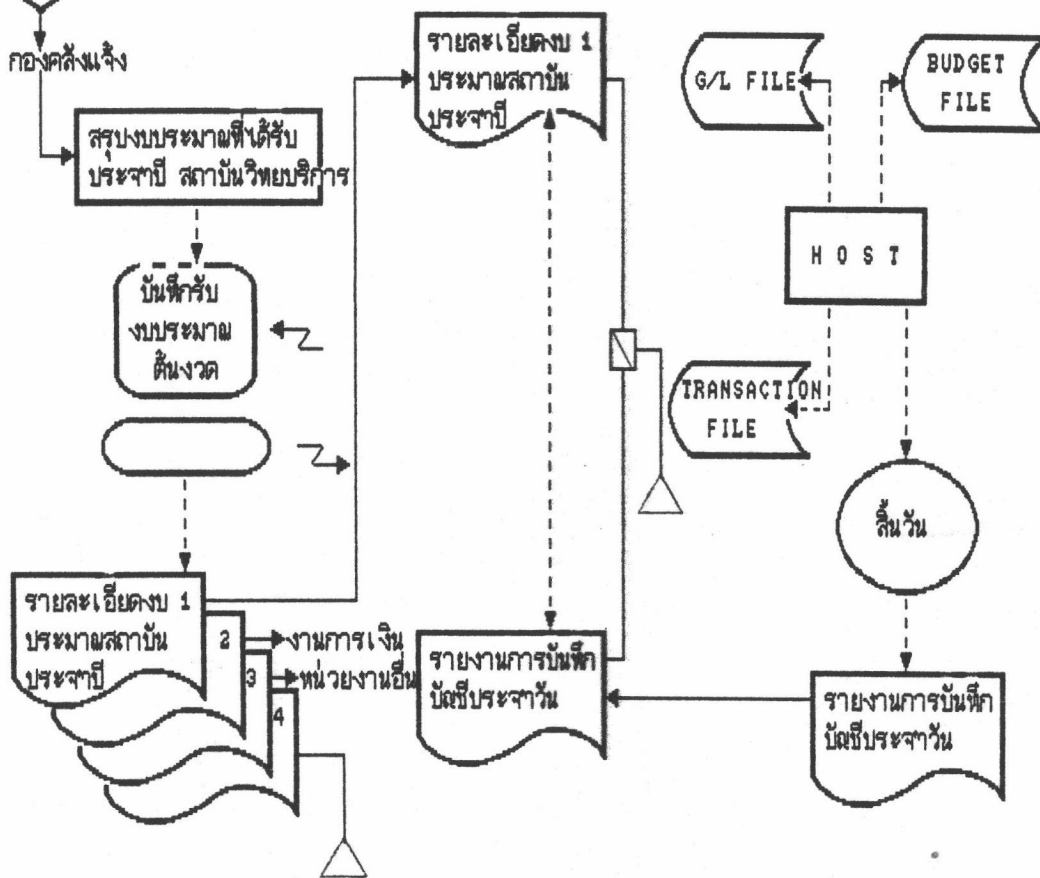 กองคลังแจ้ง
สรุปงบประมาณที่ได้รับ
ประจำปี สถาบันวิทยบริการ
บันทึกรับ
งบประมาณ
ต้นงวด
รายละเอียดงบ 1
ประมาณสถาบัน
ประจำปี
2
งานการเงิน
3
หน่วยงานอื่น
4
รายละเอียดงบ 1
ประมาณสถาบัน
ประจำปี
รายงานการบันทึก
บัญชีประจำวัน
G/L FILE
BUDGET
FILE
H O S T
TRANSACTION
FILE
สิ้นวัน
รายงานการบันทึก
บัญชีประจำวัน